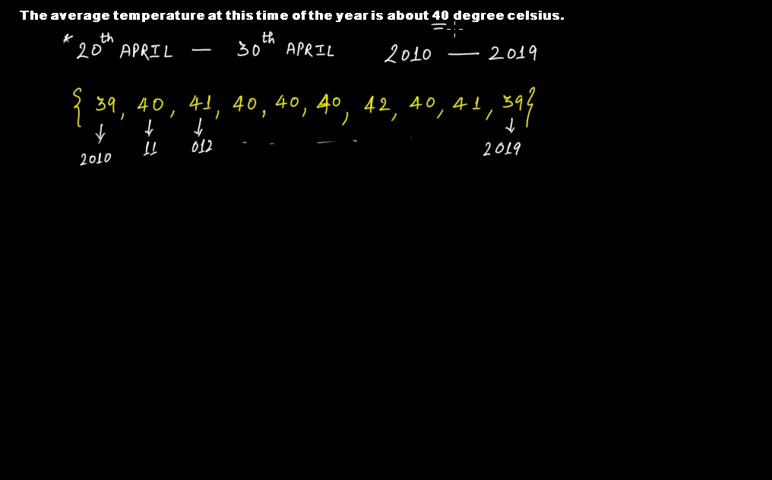 The average temperature at this time of the year is about 40 degree celsius.
* 20th APRIL — 30th APRIL 2010 — 2019
{ 39, 40, 41, 40, 40, 40, 42, 40, 41, 39}
2010 11 012 2019